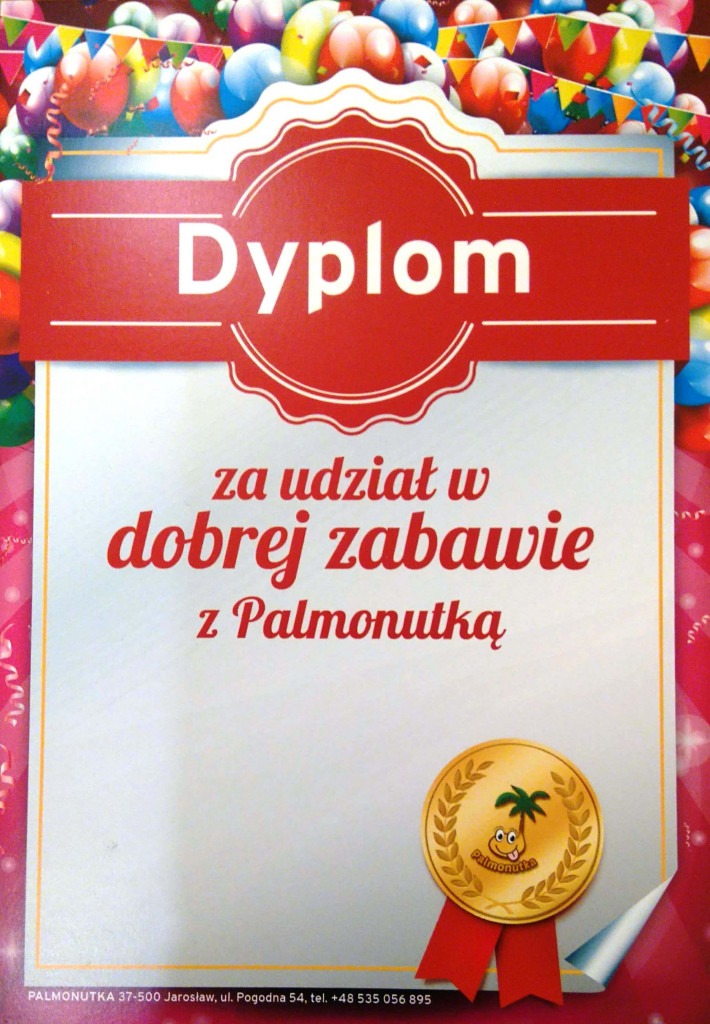 Dyplom
za udział w
dobrej zabawie
z Palmonutką
palmonutka
PALMONUTKA 37-500 Jarosław, ul. Pogodna 54, tel. +48 535 056 895